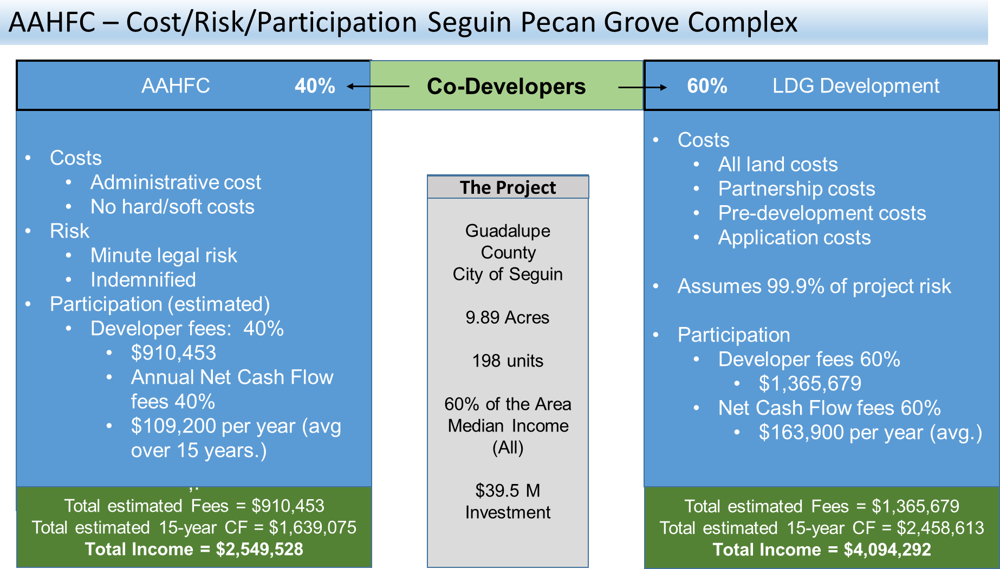 AAHFC – Cost/Risk/Participation Seguin Pecan Grove Complex
AAHFC 40%
Co-Developers
60% LDG Development
• Costs
• Administrative cost
• No hard/soft costs
• Risk
• Minute legal risk
• Indemnified
• Participation (estimated)
• Developer fees: 40%
• $910,453
• Annual Net Cash Flow
fees 40%
• $109,200 per year (avg
over 15 years.)
Total estimated Fees = $910,453
Total estimated 15-year CF = $1,639,075
Total Income = $2,549,528
The Project
Guadalupe
County
City of Seguin
9.89 Acres
198 units
60% of the Area
Median Income
(All)
$39.5 M
Investment
• Costs
• All land costs
• Partnership costs
• Pre-development costs
• Application costs
• Assumes 99.9% of project risk
• Participation
• Developer fees 60%
• $1,365,679
• Net Cash Flow fees 60%
• $163,900 per year (avg.)
Total estimated Fees = $1,365,679
Total estimated 15-year CF = $2,458,613
Total Income = $4,094,292